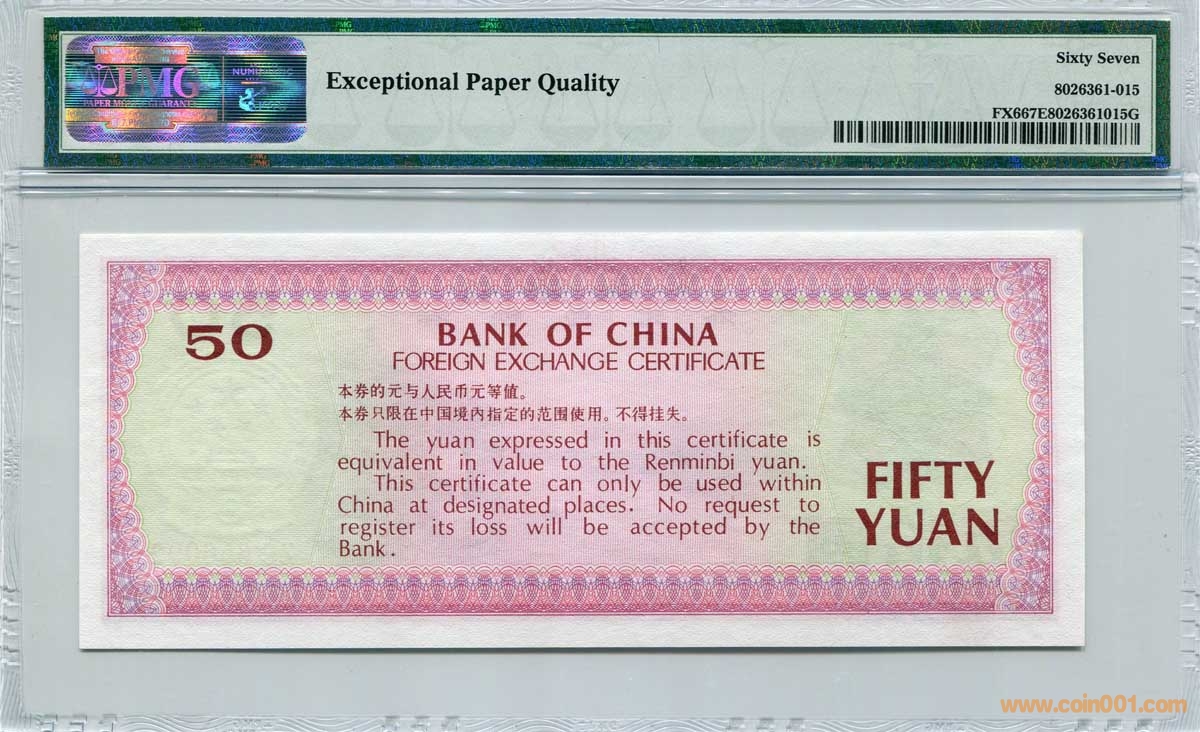 PMG
PAPER MONEY GUARANTY
Exceptional Paper Quality
Sixty Seven
8026361-015
FX667E8026361015G
50
BANK OF CHINA
FOREIGN EXCHANGE CERTIFICATE
本券的元与人民币元等値。
本券只限在中国境内指定的范围使用。不得挂失。
The yuan expressed in this certificate is
equivalent in value to the Renminbi yuan.
This certificate can only be used within
China at designated places. No request to
register its loss will be accepted by the
Bank.
FIFTY
YUAN
www.coin001.com